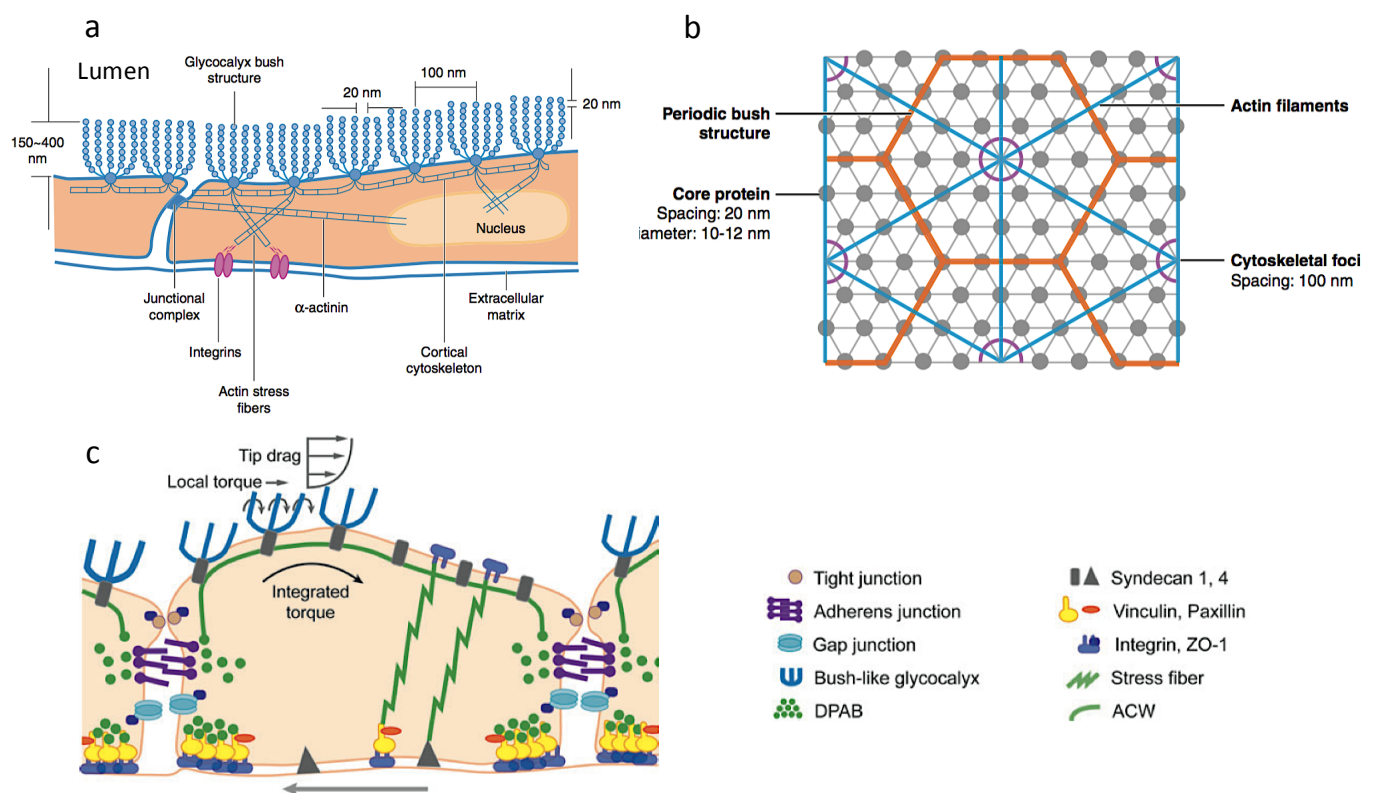 a
Lumen
Glycocalyx bush
structure
100 nm
20 nm
20 nm
150~400
nm
Nucleus
Junctional
complex
α-actinin
Extracellular
matrix
Integrins
Cortical
cytoskeleton
Actin stress
fibers
b
Periodic bush
structure
Actin filaments
Core protein
Spacing: 20 nm
iameter: 10-12 nm
Cytoskeletal foci
Spacing: 100 nm
c
Tip drag
Local torque
Integrated
torque
Tight junction
Syndecan 1, 4
Adherens junction
Vinculin, Paxillin
Gap junction
Integrin, ZO-1
Bush-like glycocalyx
Stress fiber
DPAB
ACW